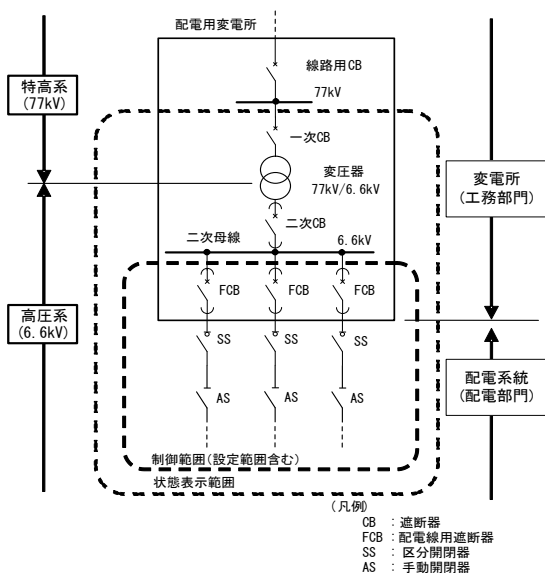 配電用変電所
線路用CB
77kV
特高系
(77kV)
一次CB
変圧器
77kV/6.6kV
変電所
(工務部門)
二次CB
二次母線
6.6kV
FCB
FCB
FCB
高圧系
(6.6kV)
SS
SS
SS
配電系統
(配電部門)
AS
AS
AS
制御範囲(設定範囲含む)
状態表示範囲
(凡例)
CB : 遮断器
FCB : 配電線用遮断器
SS : 区分開閉器
AS : 手動開閉器